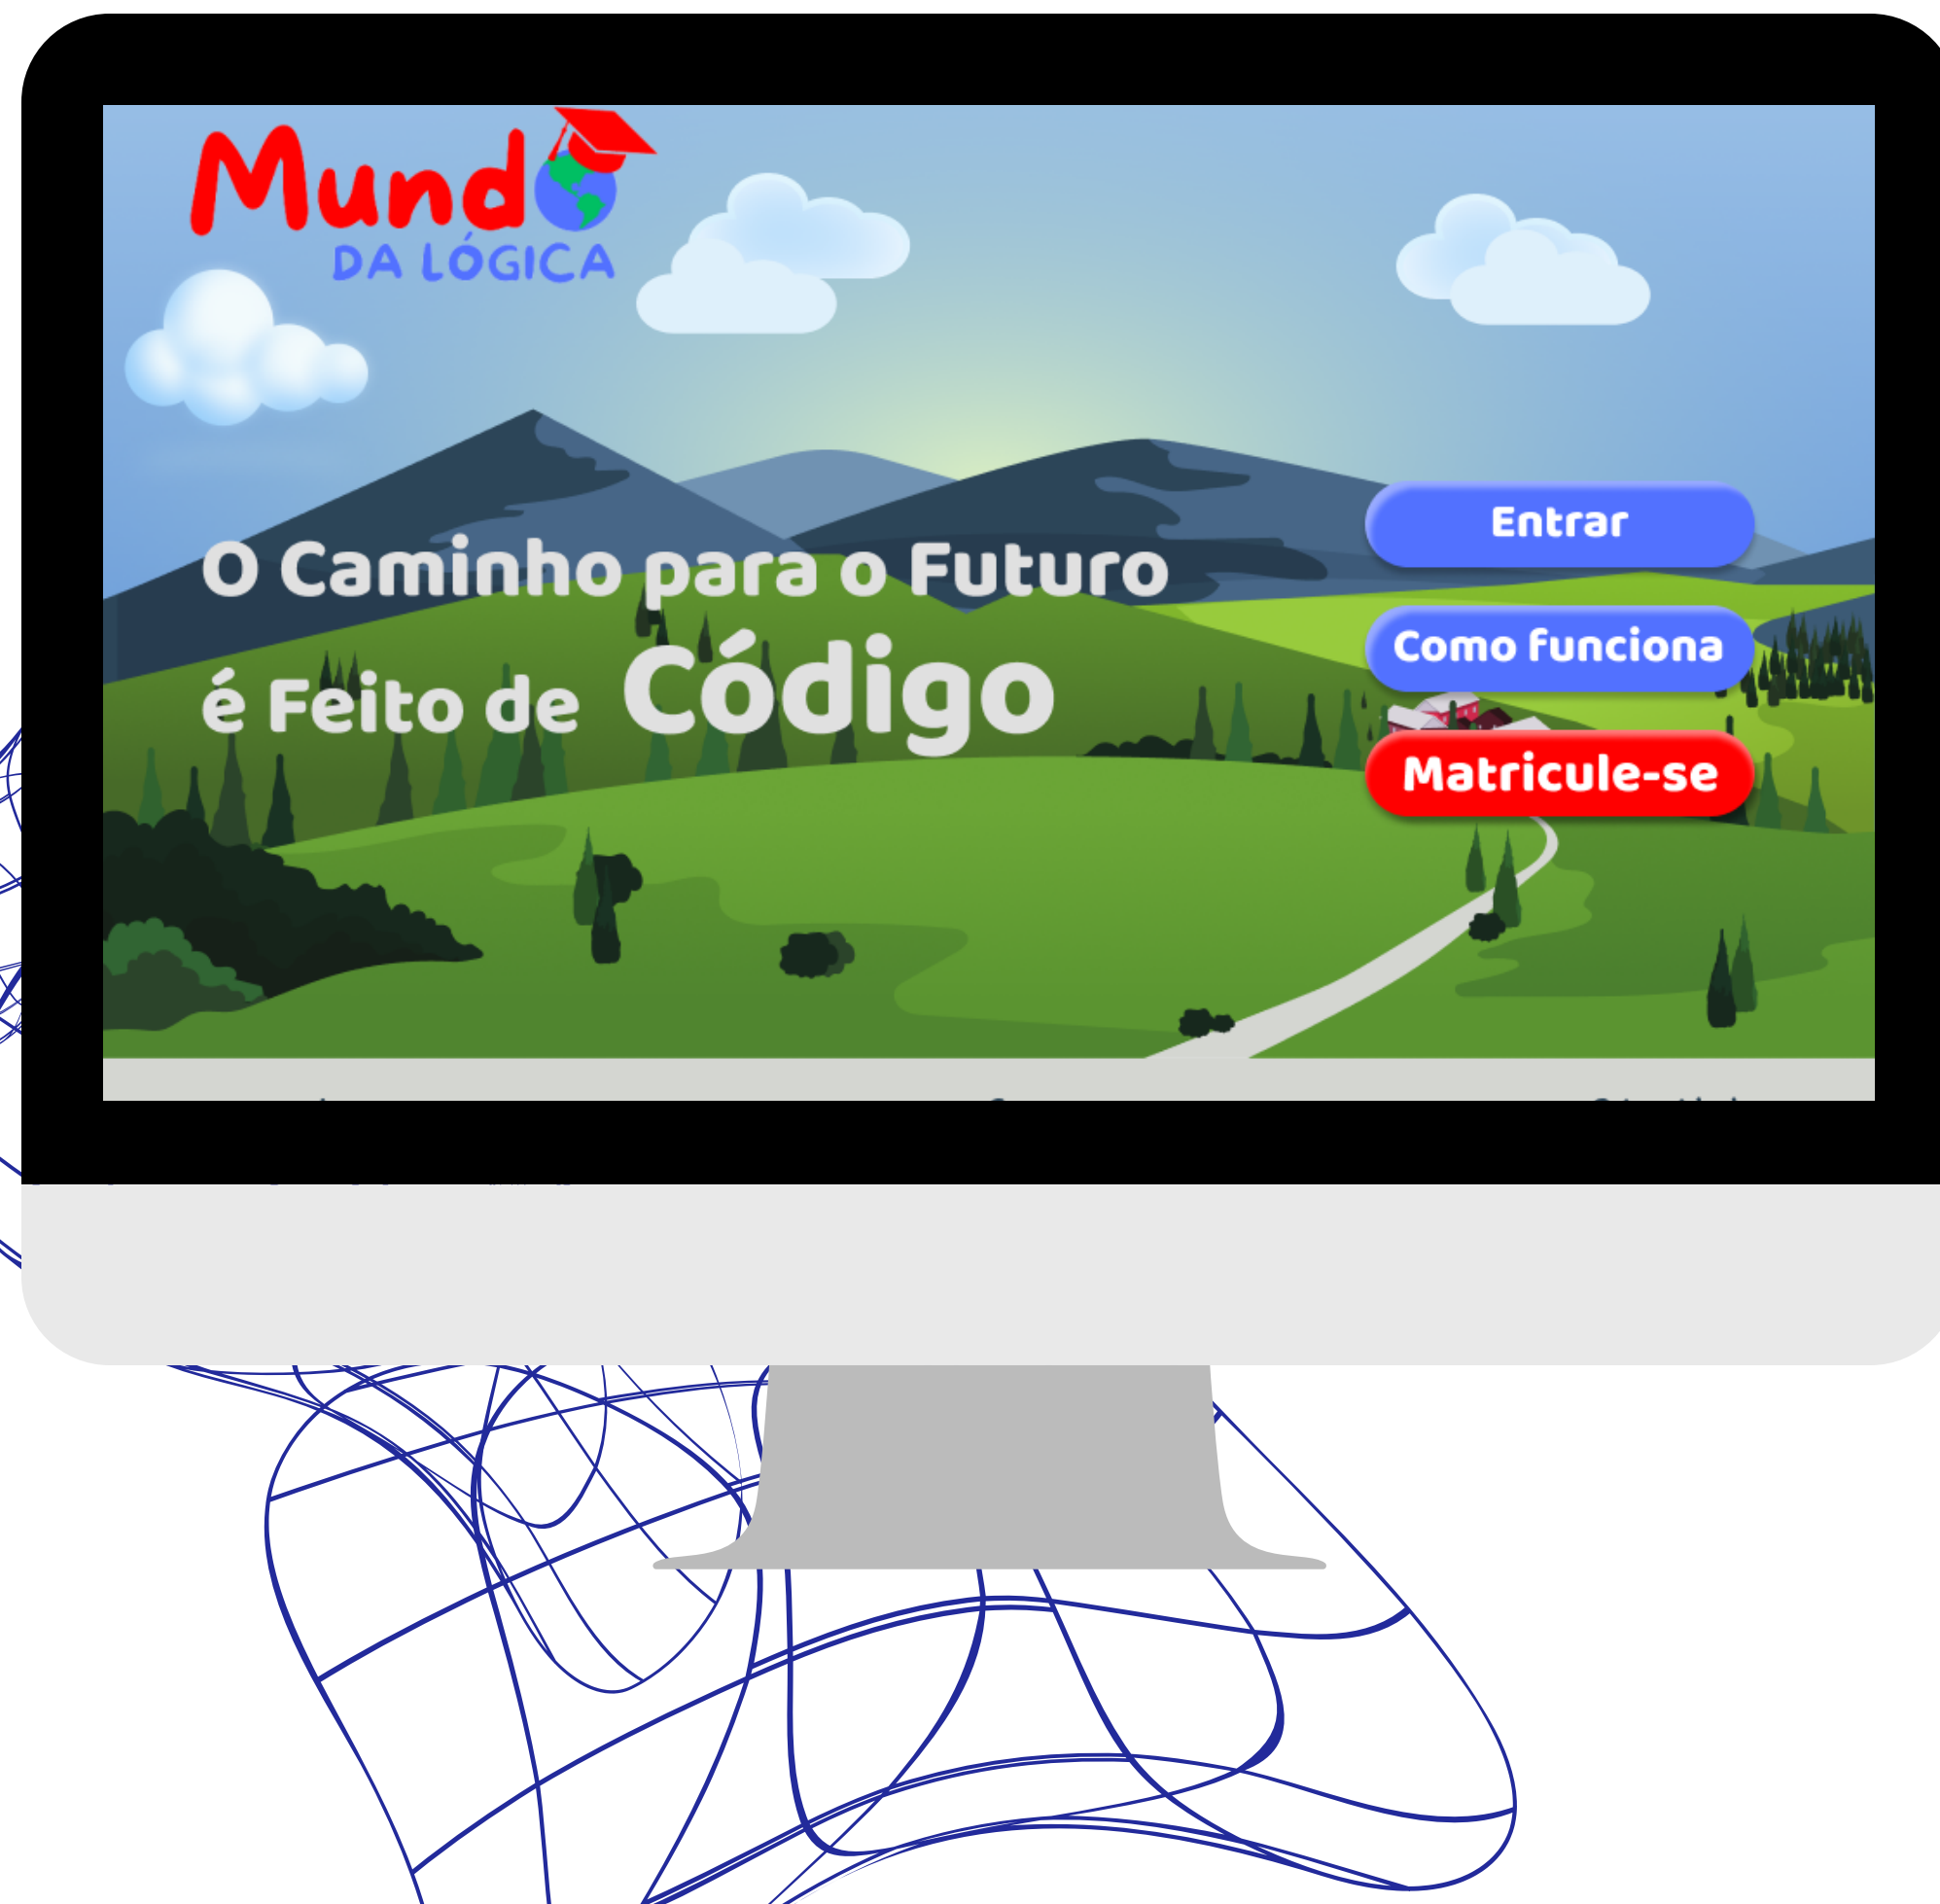 Mundo
DA LÓGICA
O Caminho para o Futuro
é Feito de Código
Entrar
Como funciona
Matricule-se